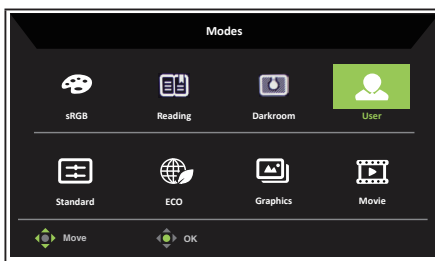 Modes
sRGB Reading Darkroom User
Standard ECO Graphics Movie
Move OK